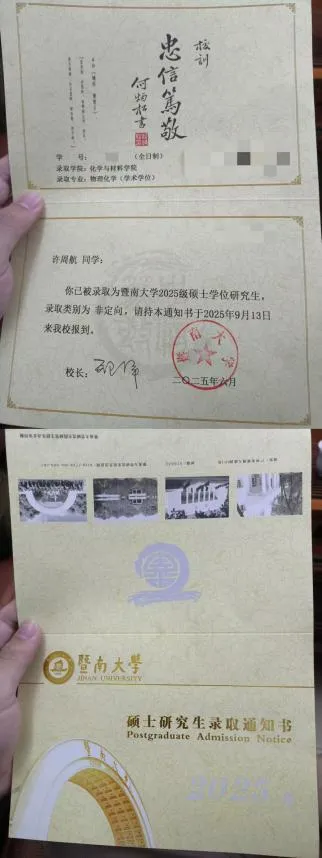 校训
忠信笃敬
何炳松书
学 号: (全日制)
录取学院: 化学与材料学院
录取专业: 物理化学(学术学位)
许周航 同学:
你已被录取为暨南大学2025级硕士学位研究生,
录取类别为 非定向, 请持本通知书于2025年9月13日
来我校报到。
校长:
暨南大学
二〇二五年六月
暨南大学
JINAN UNIVERSITY
硕士研究生录取通知书
Postgraduate Admission Notice
2025